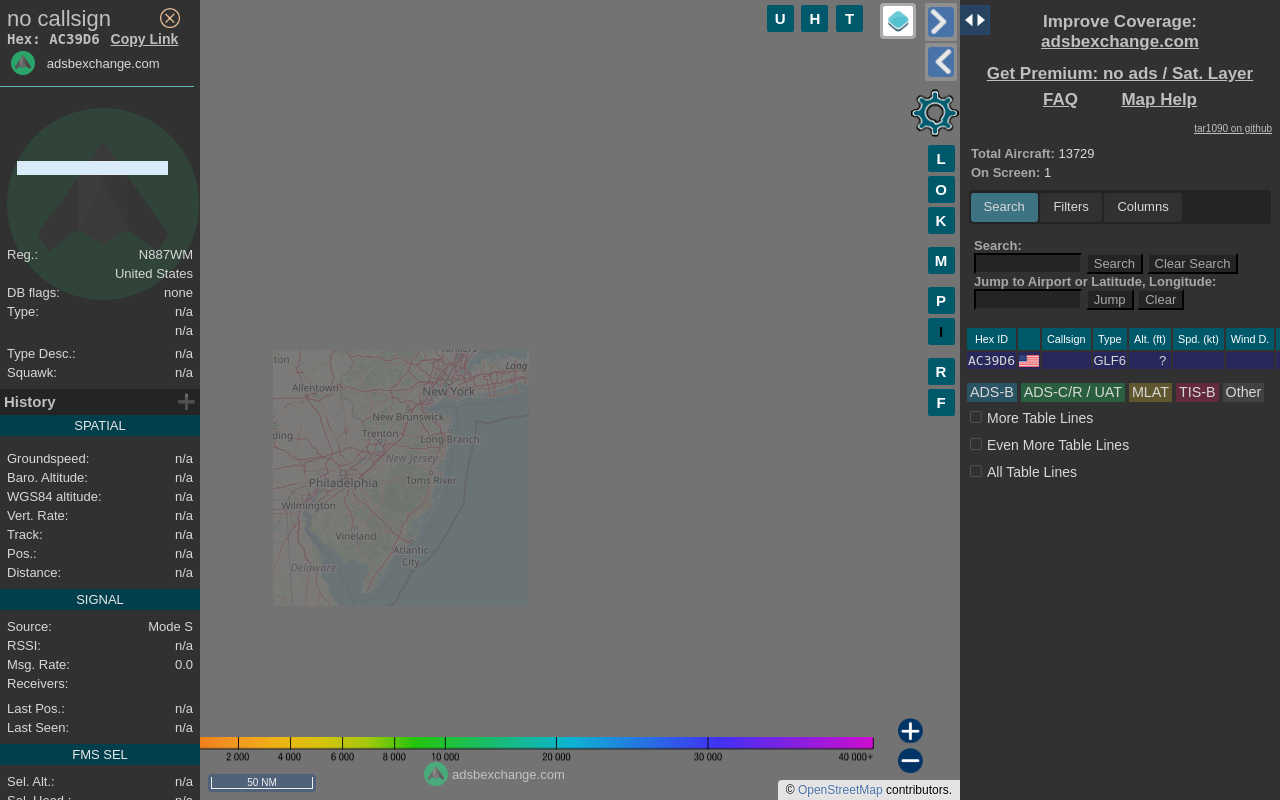 no callsign
Hex: AC39D6 Copy Link
adsbexchange.com
Reg.: N887WM
United States
DB flags: none
Type: n/a
n/a
Type Desc.: n/a
Squawk: n/a
History
SPATIAL
Groundspeed: n/a
Baro. Altitude: n/a
WGS84 altitude: n/a
Vert. Rate: n/a
Track: n/a
Pos.: n/a
Distance: n/a
SIGNAL
Source: Mode S
RSSI: n/a
Msg. Rate: 0.0
Receivers:
Last Pos.: n/a
Last Seen: n/a
FMS SEL
Sel. Alt.: n/a
Sel. Head.: n/a
U H T
L
O
K
M
P
I
R
F
Long
Allentown
New York
New Brunswick
Trenton
Long Branch
New Jersey
Philadelphia
Toms River
Wilmington
Vineland
Atlantic
City
Delaware
2 000 4 000 6 000 8 000 10 000 20 000 30 000 40 000+
50 NM
adsbexchange.com
© OpenStreetMap contributors.
Improve Coverage:
adsbexchange.com
Get Premium: no ads / Sat. Layer
FAQ Map Help
tar1090 on github
Total Aircraft: 13729
On Screen: 1
Search Filters Columns
Search:
Search Clear Search
Jump to Airport or Latitude, Longitude:
Jump Clear
Hex ID Callsign Type Alt. (ft) Spd. (kt) Wind D.
AC39D6 GLF6 ?
ADS-B ADS-C/R / UAT MLAT TIS-B Other
More Table Lines
Even More Table Lines
All Table Lines